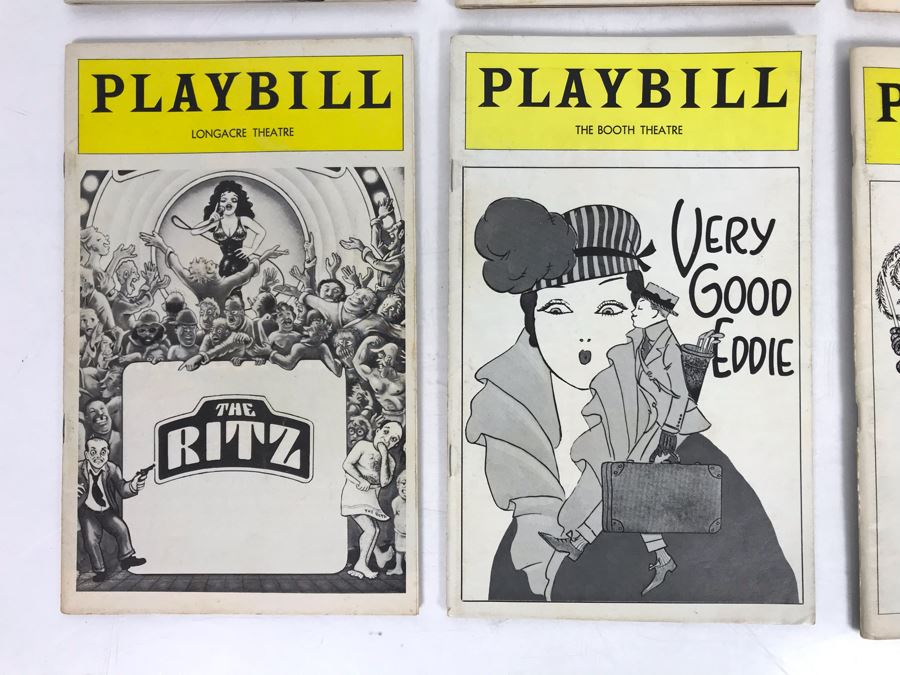 PLAYBILL
LONGACRE THEATRE
THE
RITZ
PLAYBILL
THE BOOTH THEATRE
VERY
GOOD
EDDIE
P